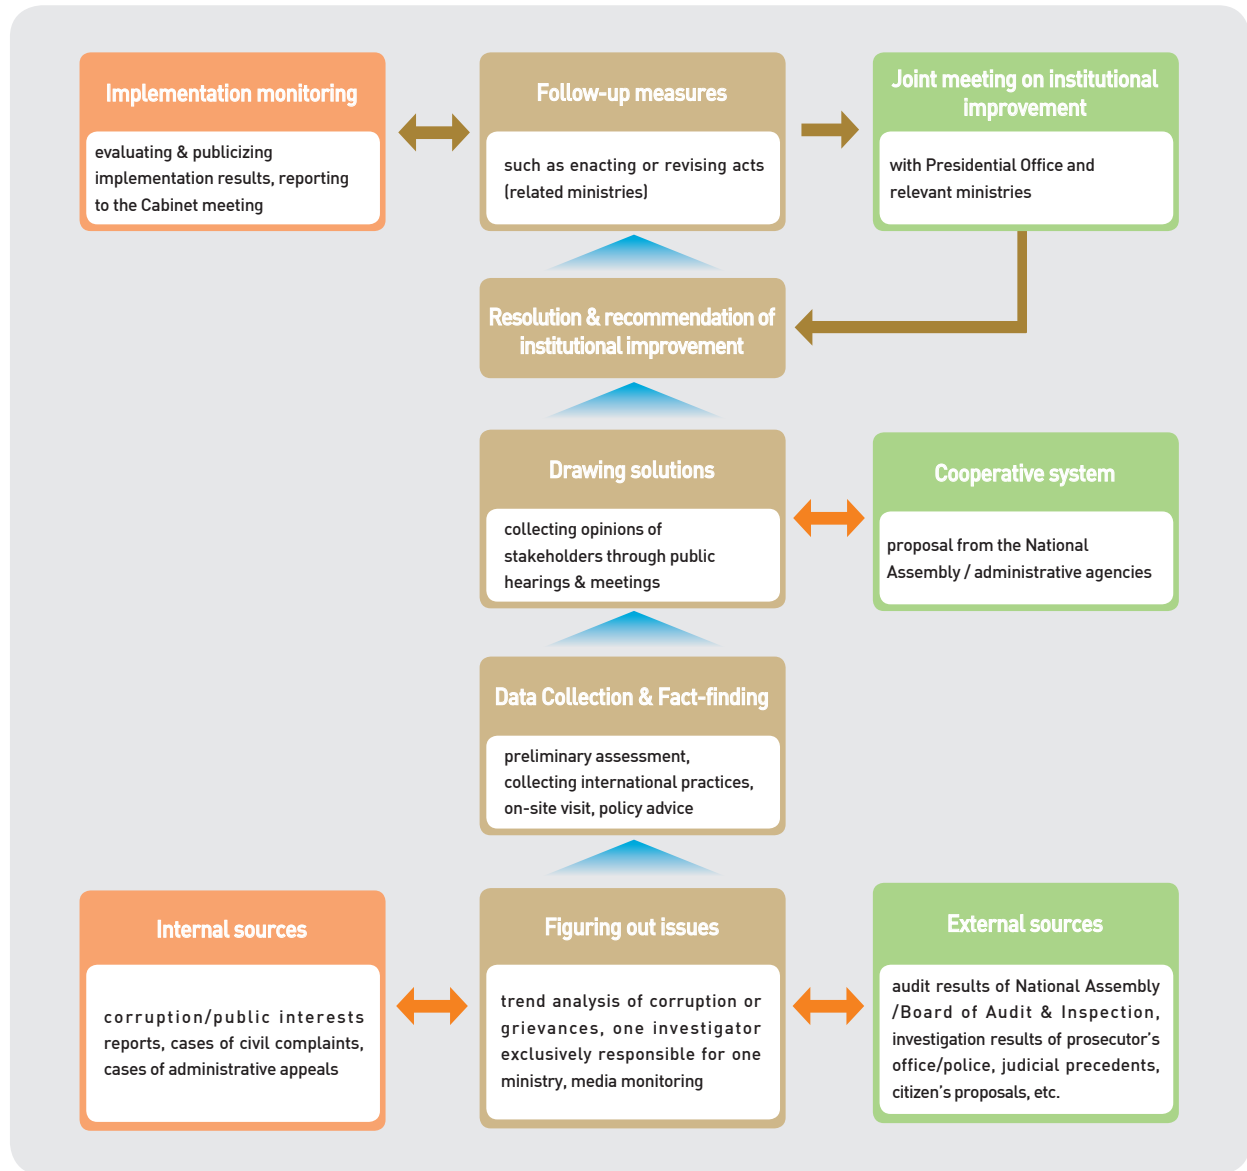 Implementation monitoring
evaluating & publicizing
implementation results, reporting
to the Cabinet meeting
Follow-up measures
such as enacting or revising acts
(related ministries)
Joint meeting on institutional
improvement
with Presidential Office and
relevant ministries
Resolution & recommendation of
institutional improvement
Drawing solutions
collecting opinions of
stakeholders through public
hearings & meetings
Cooperative system
proposal from the National
Assembly / administrative agencies
Data Collection & Fact-finding
preliminary assessment,
collecting international practices,
on-site visit, policy advice
Internal sources
corruption/public interests
reports, cases of civil complaints,
cases of administrative appeals
Figuring out issues
trend analysis of corruption or
grievances, one investigator
exclusively responsible for one
ministry, media monitoring
External sources
audit results of National Assembly
/Board of Audit & Inspection,
investigation results of prosecutor's
office/police, judicial precedents,
citizen's proposals, etc.